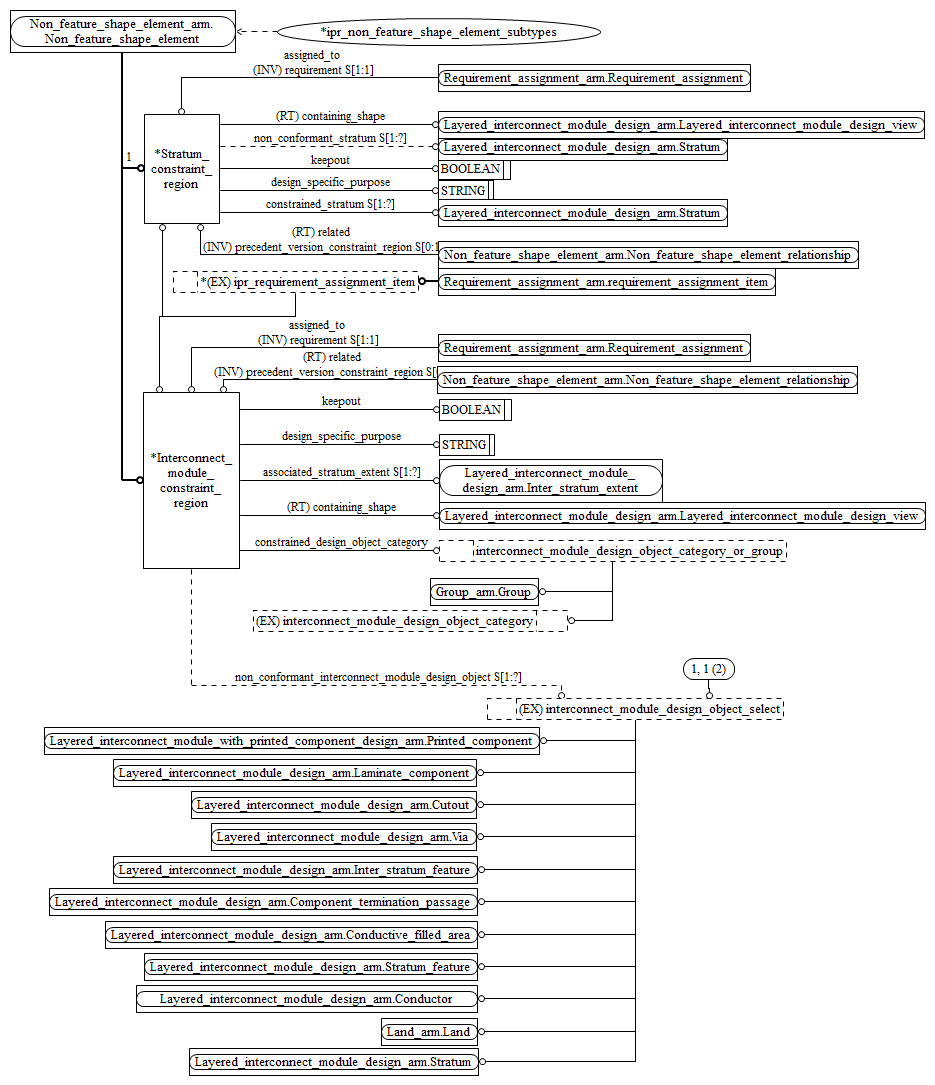 Non_feature_shape_element_arm.
Non_feature_shape_element
*ipr_non_feature_shape_element_subtypes
assigned_to
(INV) requirement S[1:1]
Requirement_assignment_arm.Requirement_assignment
(RT) containing_shape
Layered_interconnect_module_design_arm.Layered_interconnect_module_design_view
non_conformant_stratum S[1:?]
Layered_interconnect_module_design_arm.Stratum
1
*Stratum_
constraint_
region
keepout
BOOLEAN
design_specific_purpose
STRING
constrained_stratum S[1:?]
Layered_interconnect_module_design_arm.Stratum
(RT) related
(INV) precedent_version_constraint_region S[0:1
Non_feature_shape_element_arm.Non_feature_shape_element_relationship
*(EX) ipr_requirement_assignment_item
Requirement_assignment_arm.requirement_assignment_item
assigned_to
(INV) requirement S[1:1]
Requirement_assignment_arm.Requirement_assignment
(RT) related
(INV) precedent_version_constraint_region S[
Non_feature_shape_element_arm.Non_feature_shape_element_relationship
keepout
BOOLEAN
design_specific_purpose
STRING
*Interconnect_
module_
constraint_
region
associated_stratum_extent S[1:?]
Layered_interconnect_module_
design_arm.Inter_stratum_extent
(RT) containing_shape
Layered_interconnect_module_design_arm.Layered_interconnect_module_design_view
constrained_design_object_category
interconnect_module_design_object_category_or_group
Group_arm.Group
(EX) interconnect_module_design_object_category
non_conformant_interconnect_module_design_object S[1:?]
1, 1 (2)
(EX) interconnect_module_design_object_select
Layered_interconnect_module_with_printed_component_design_arm.Printed_component
Layered_interconnect_module_design_arm.Laminate_component
Layered_interconnect_module_design_arm.Cutout
Layered_interconnect_module_design_arm.Via
Layered_interconnect_module_design_arm.Inter_stratum_feature
Layered_interconnect_module_design_arm.Component_termination_passage
Layered_interconnect_module_design_arm.Conductive_filled_area
Layered_interconnect_module_design_arm.Stratum_feature
Layered_interconnect_module_design_arm.Conductor
Land_arm.Land
Layered_interconnect_module_design_arm.Stratum